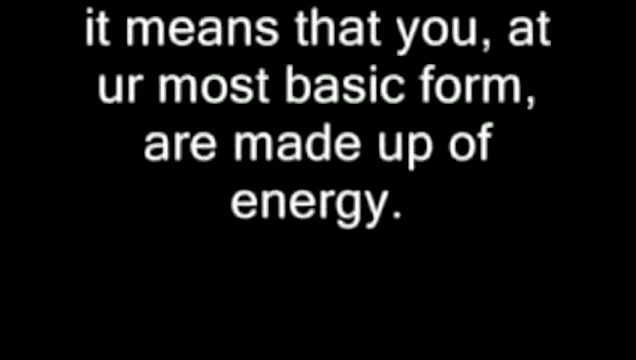 it means that you, at
ur most basic form,
are made up of
energy.